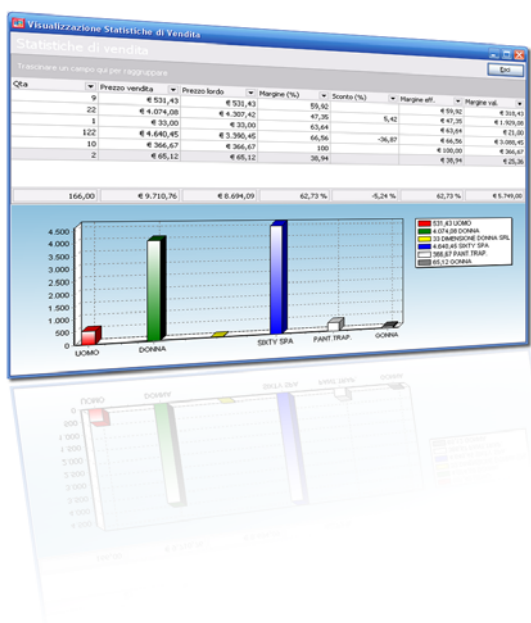 Visualizzazione Statistiche di Vendita
Statistiche di vendita
Esci
Trascinare un campo qui per raggruppare
Qta Prezzo vendita Prezzo lordo Margine (%) Sconto (%) Margine eff. Margine val.
9 € 531,43 € 531,43 59,92 € 59,92 € 318,43
22 € 4.074,08 € 4.307,42 47,35 5,42 € 47,35 € 1.929,08
1 € 33,00 € 33,00 63,64 € 63,64 € 21,00
122 € 4.640,45 € 3.390,45 66,56 -36,87 € 66,56 € 3.088,45
10 € 366,67 € 366,67 100 € 100,00 € 366,67
2 € 65,12 € 65,12 38,94 € 38,94 € 25,36
166,00 € 9.710,76 € 8.694,09 62,73 % -5,24 % 62,73 % € 5.749,00
4.500
4.000
3.500
3.000
2.500
2.000
1.500
1.000
500
0
UOMO DONNA SIXTY SPA PANT.TRAP. GONNA
531,43 UOMO
4.074,08 DONNA
33 DIMENSIONE DONNA SRL
4.640,45 SIXTY SPA
366,67 PANT.TRAP.
65,12 GONNA